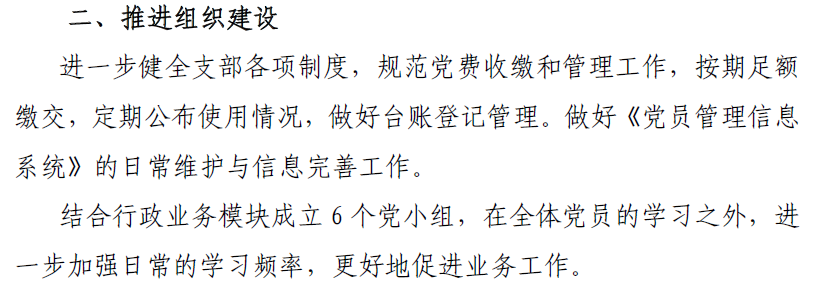 二、推进组织建设
进一步健全支部各项制度，规范党费收缴和管理工作，按期足额
缴交，定期公布使用情况，做好台账登记管理。做好《党员管理信息
系统》的日常维护与信息完善工作。
结合行政业务模块成立 6 个党小组，在全体党员的学习之外，进
一步加强日常的学习频率，更好地促进业务工作。